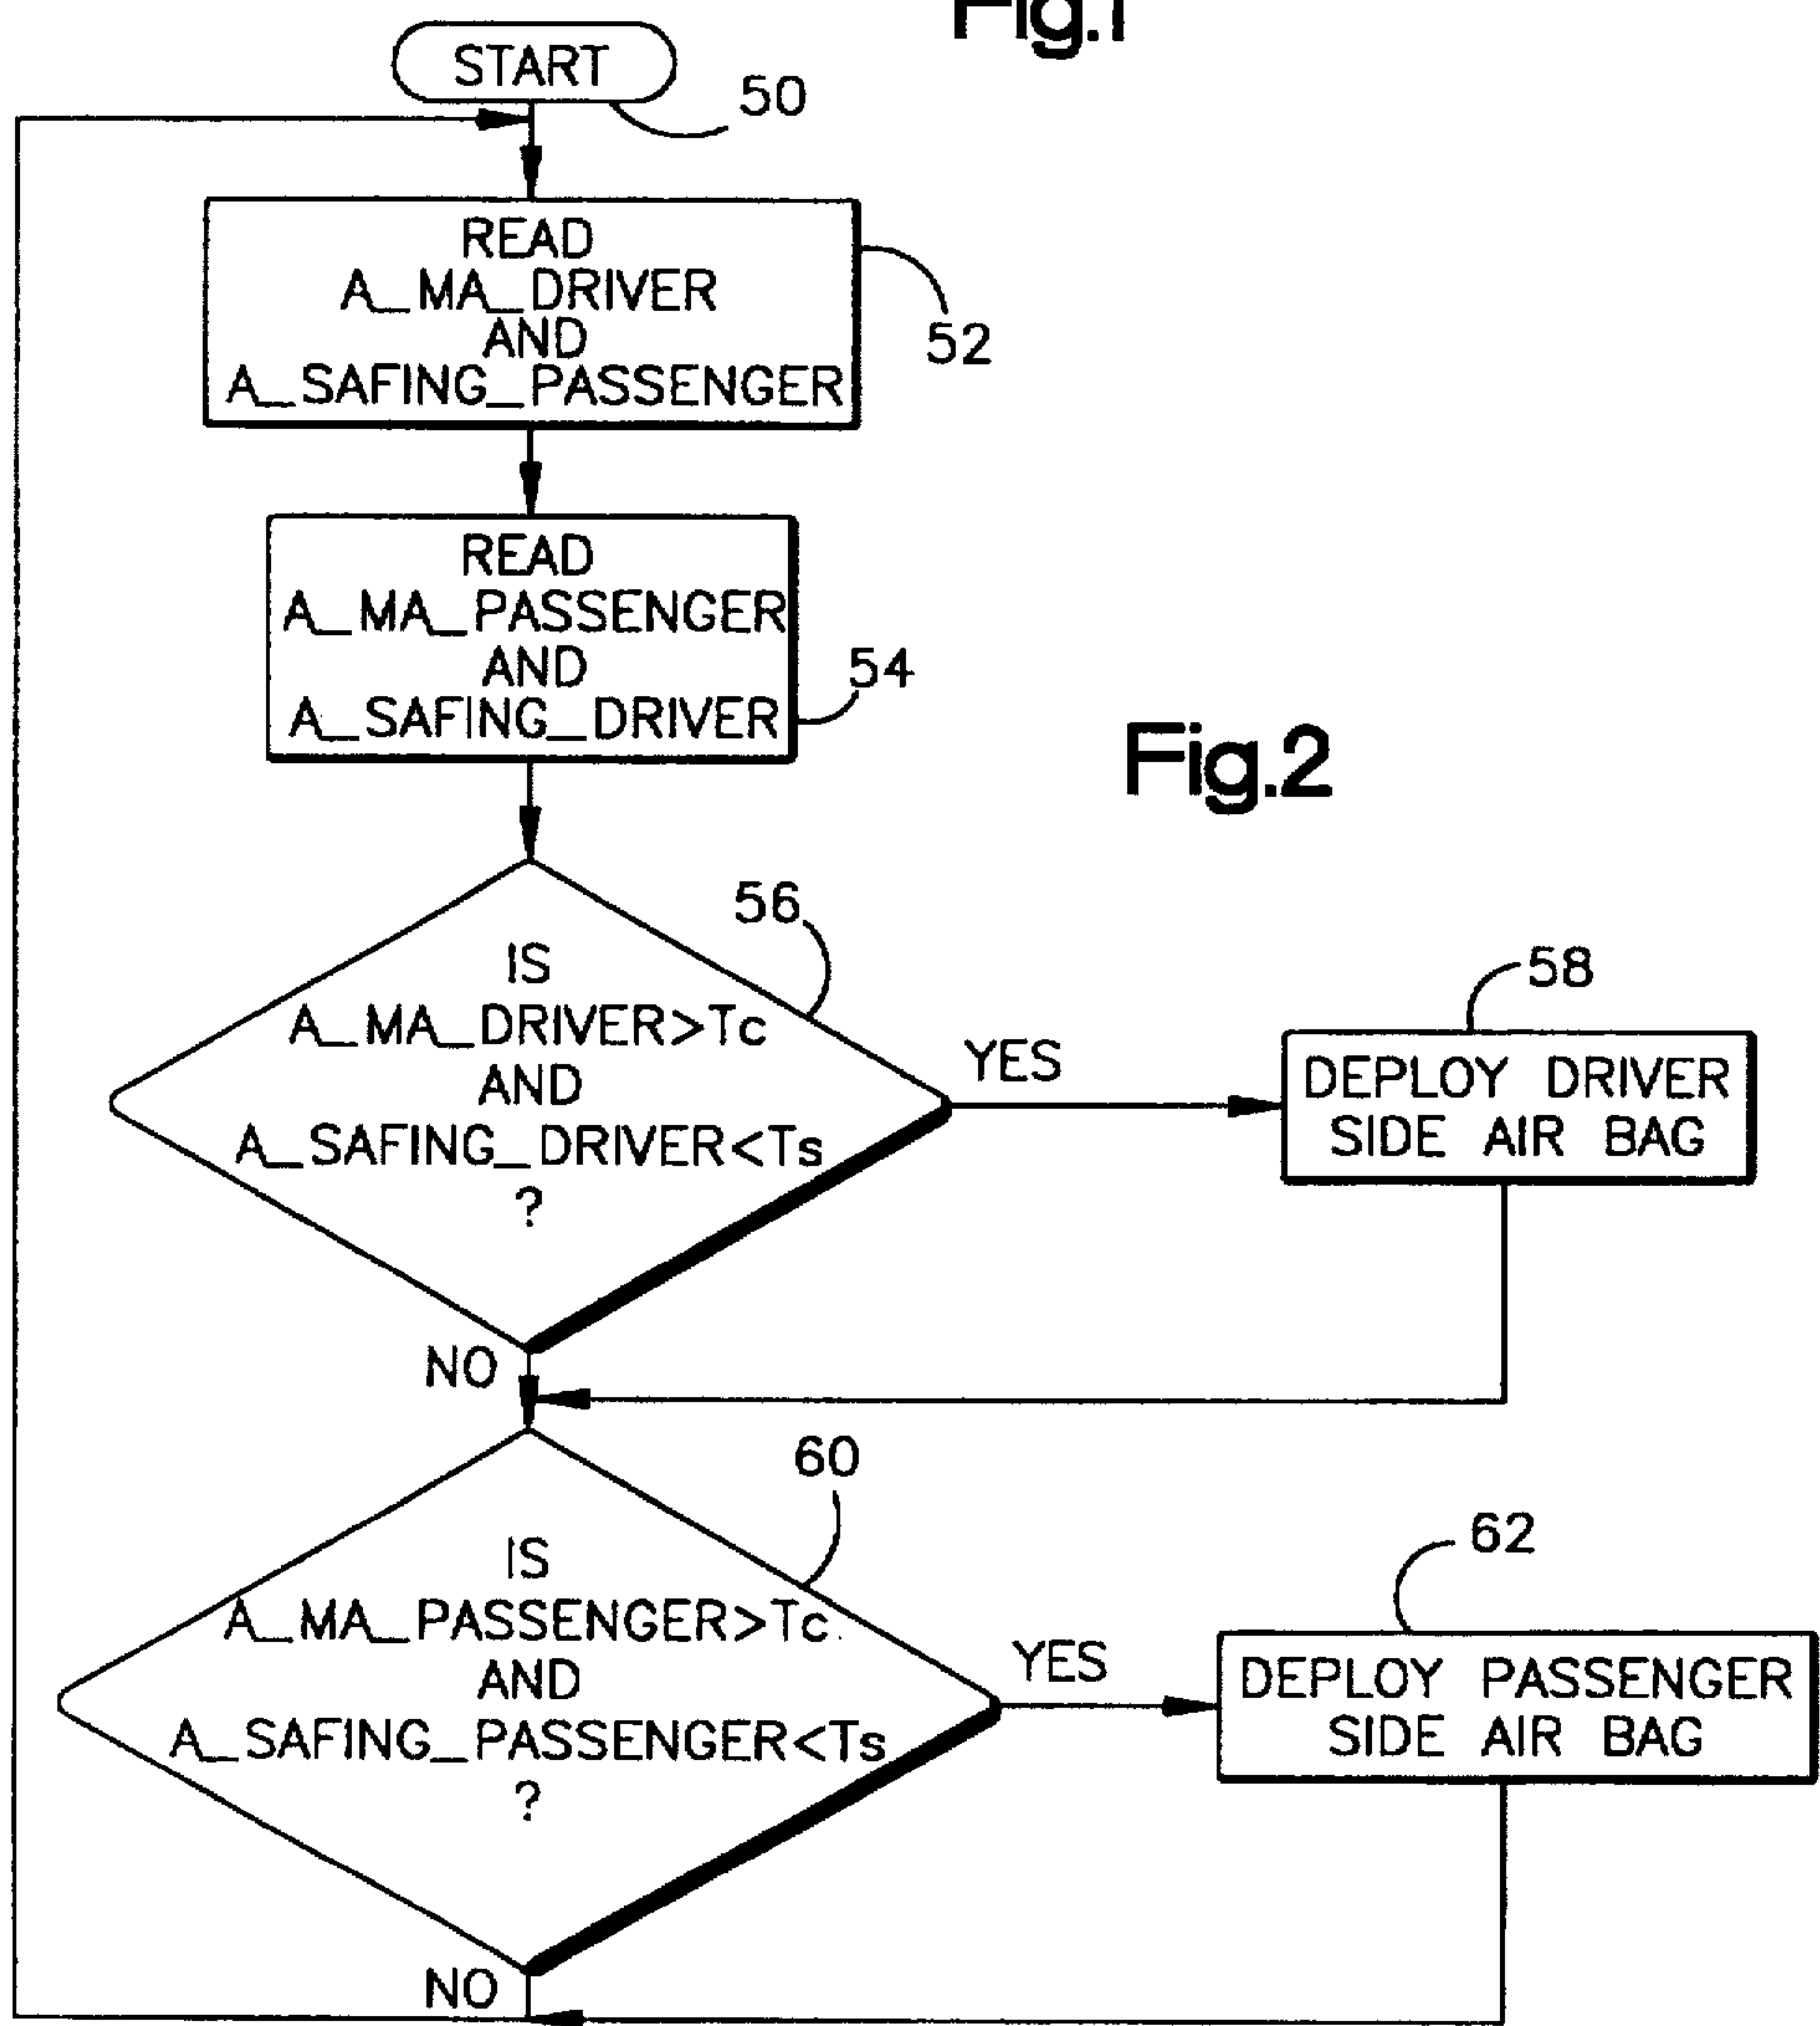 Fig.1
START
50
READ
A_MA_DRIVER
AND
A_SAFING_PASSENGER
52
READ
A_MA_PASSENGER
AND
A_SAFING_DRIVER
54
Fig.2
56
IS
A_MA_DRIVER>Tc
AND
A_SAFING_DRIVER<Ts
?
YES
58
DEPLOY DRIVER
SIDE AIR BAG
NO
60
IS
A_MA_PASSENGER>Tc
AND
A_SAFING_PASSENGER<Ts
?
YES
62
DEPLOY PASSENGER
SIDE AIR BAG
NO